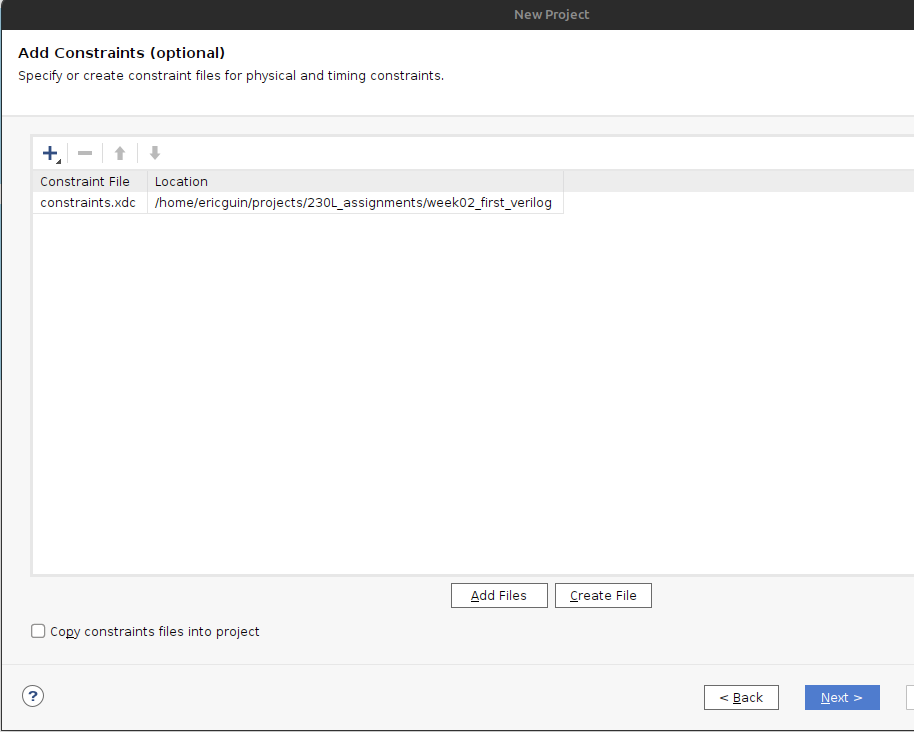 New Project
Add Constraints (optional)
Specify or create constraint files for physical and timing constraints.
Constraint File Location
constraints.xdc /home/ericguin/projects/230L_assignments/week02_first_verilog
Add Files Create File
Copy constraints files into project
? < Back Next >